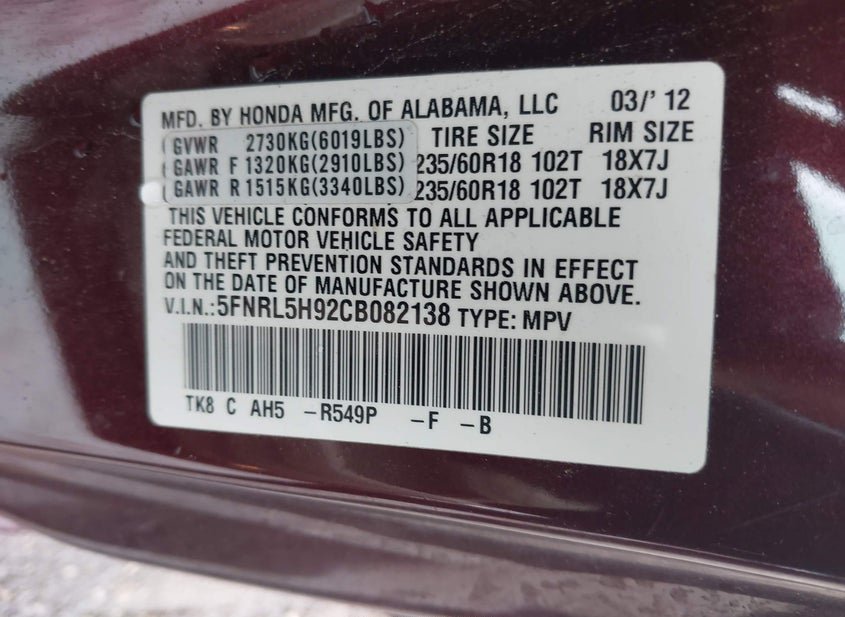 MFD. BY HONDA MFG. OF ALABAMA, LLC 03/' 12
GVWR 2730KG(6019LBS) TIRE SIZE RIM SIZE
GAWR F 1320KG(2910LBS) 235/60R18 102T 18X7J
GAWR R 1515KG(3340LBS) 235/60R18 102T 18X7J
THIS VEHICLE CONFORMS TO ALL APPLICABLE
FEDERAL MOTOR VEHICLE SAFETY
AND THEFT PREVENTION STANDARDS IN EFFECT
ON THE DATE OF MANUFACTURE SHOWN ABOVE.
V.I.N.:5FNRL5H92CB082138 TYPE: MPV
TK8 C AH5 -R549P -F -B